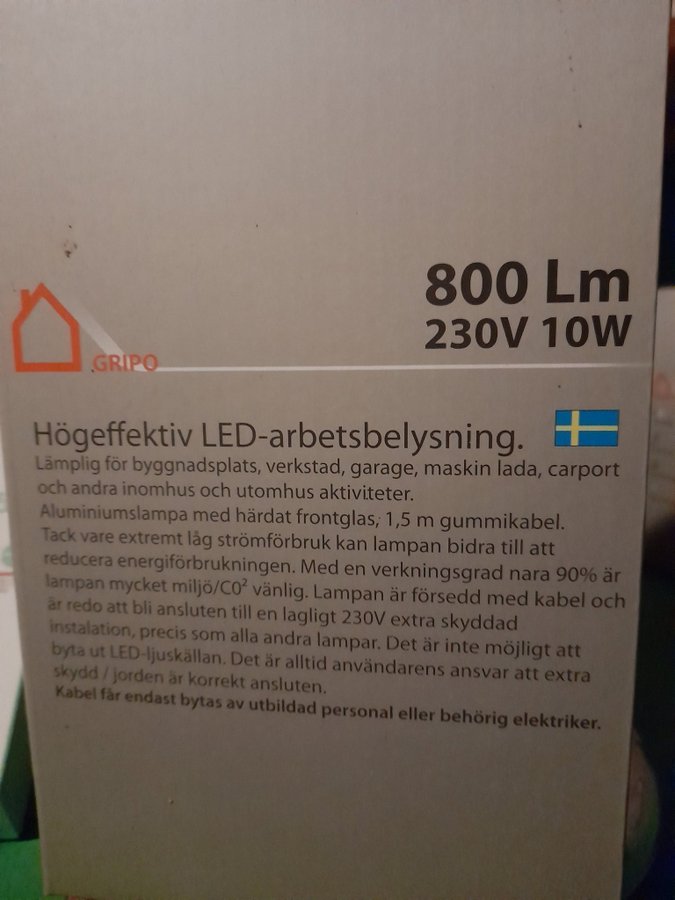 800 Lm
230V 10W
GRIPO
Högeffektiv LED-arbetsbelysning.
Lämplig för byggnadsplats, verkstad, garage, maskin lada, carport
och andra inomhus och utomhus aktiviteter.
Aluminiumslampa med härdat frontglas, 1,5 m gummikabel.
Tack vare extremt låg strömförbruk kan lampan bidra till att
reducera energiförbrukningen. Med en verkningsgrad nara 90% är
lampan mycket miljö/C0² vänlig. Lampan är försedd med kabel och
är redo att bli ansluten till en lagligt 230V extra skyddad
instalation, precis som alla andra lampar. Det är inte möjligt att
byta ut LED-ljuskällan. Det är alltid användarens ansvar att extra
skydd / jorden är korrekt ansluten.
Kabel får endast bytas av utbildad personal eller behörig elektriker.